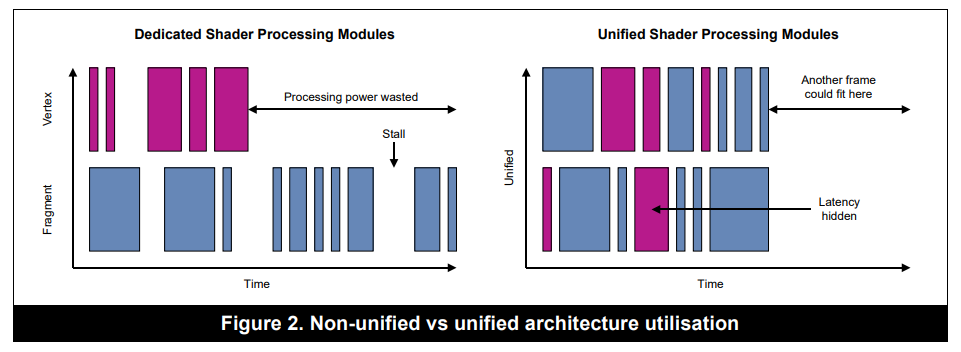 Dedicated Shader Processing Modules
Vertex
Fragment
Processing power wasted
Stall
Time
Unified Shader Processing Modules
Unified
Another frame
could fit here
Latency
hidden
Time
Figure 2. Non-unified vs unified architecture utilisation